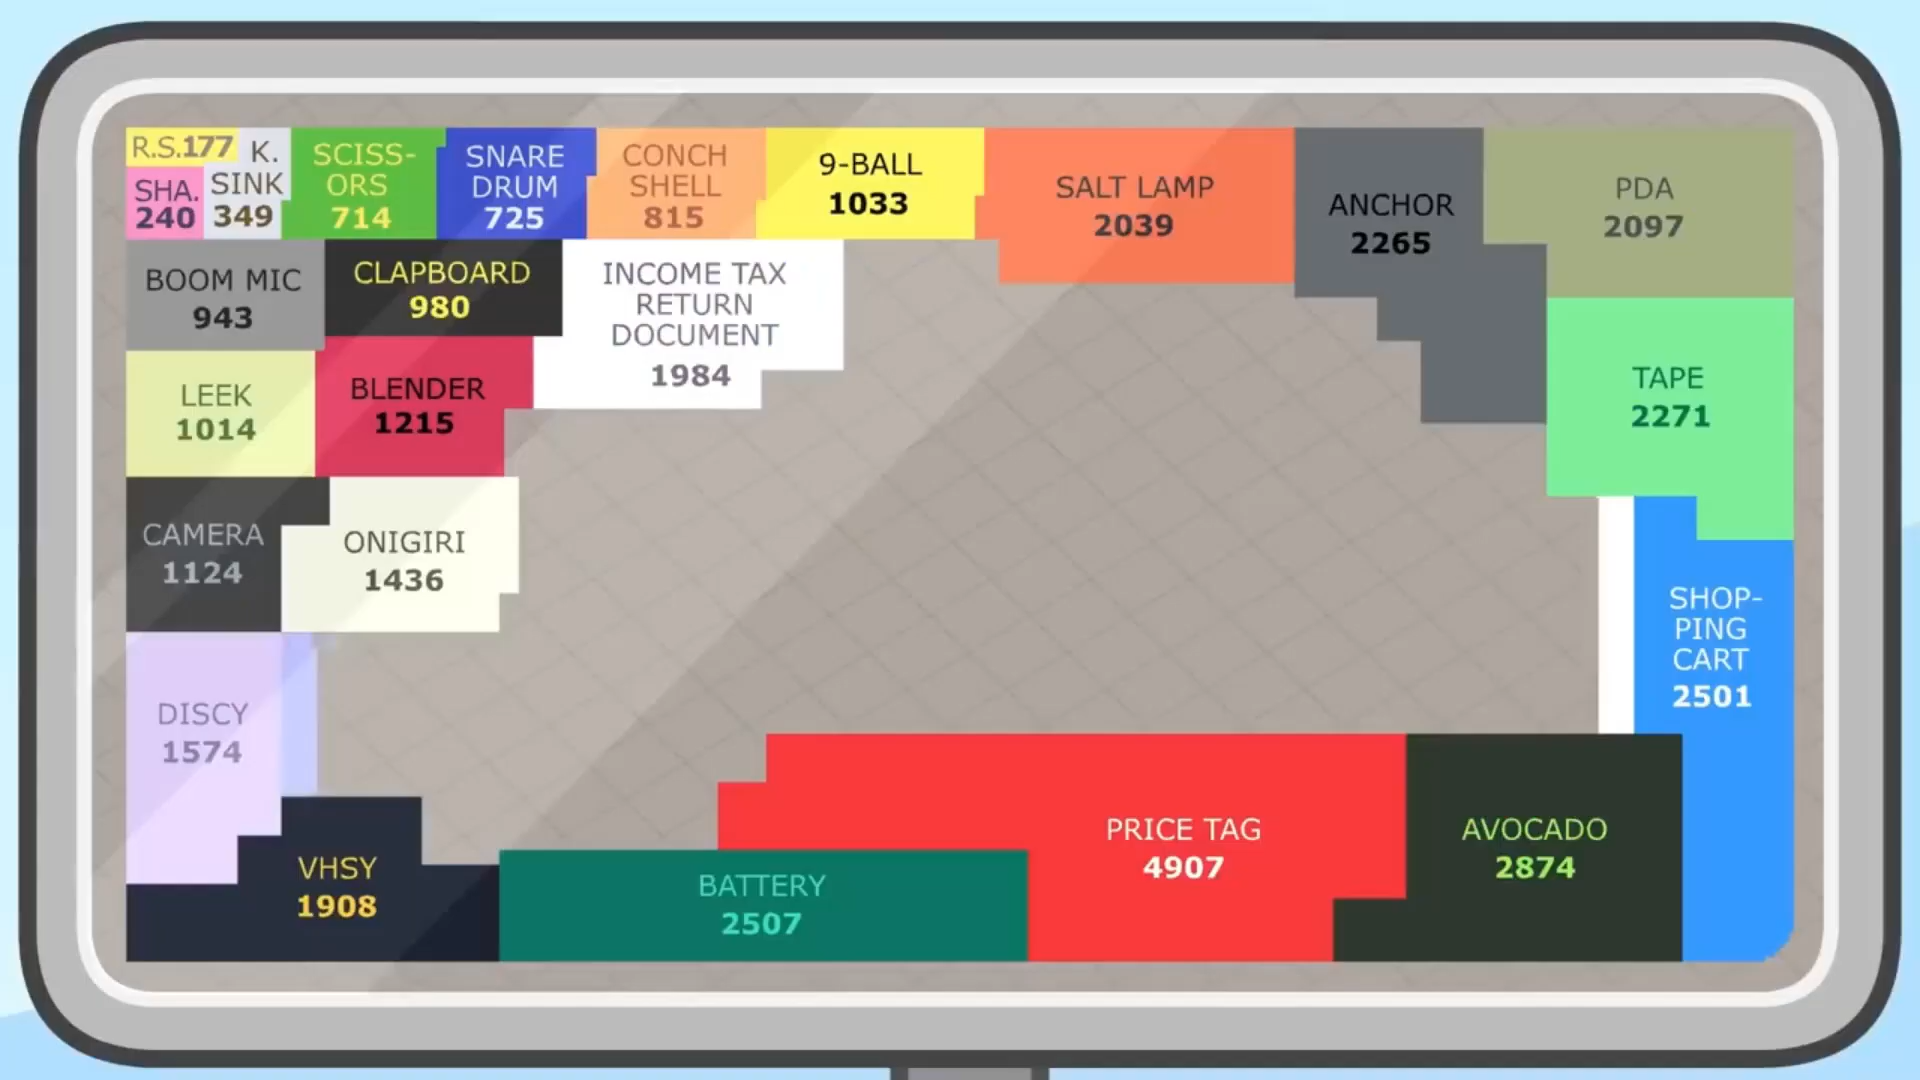 R.S.177
K.
SINK
349
SHA.
240
SCISS-
ORS
714
SNARE
DRUM
725
CONCH
SHELL
815
9-BALL
1033
SALT LAMP
2039
ANCHOR
2265
PDA
2097
BOOM MIC
943
CLAPBOARD
980
INCOME TAX
RETURN
DOCUMENT
1984
LEEK
1014
BLENDER
1215
TAPE
2271
CAMERA
1124
ONIGIRI
1436
SHOP-
PING
CART
2501
DISCY
1574
VHSY
1908
BATTERY
2507
PRICE TAG
4907
AVOCADO
2874